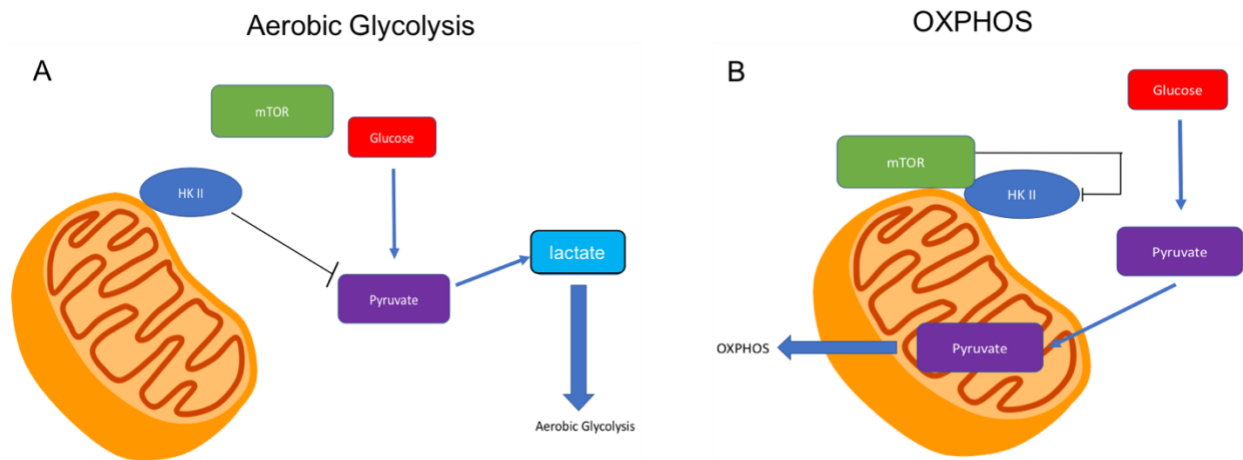 Aerobic Glycolysis
A
mTOR
Glucose
HK II
lactate
Pyruvate
Aerobic Glycolysis
OXPHOS
B
Glucose
mTOR
HK II
Pyruvate
Pyruvate
OXPHOS